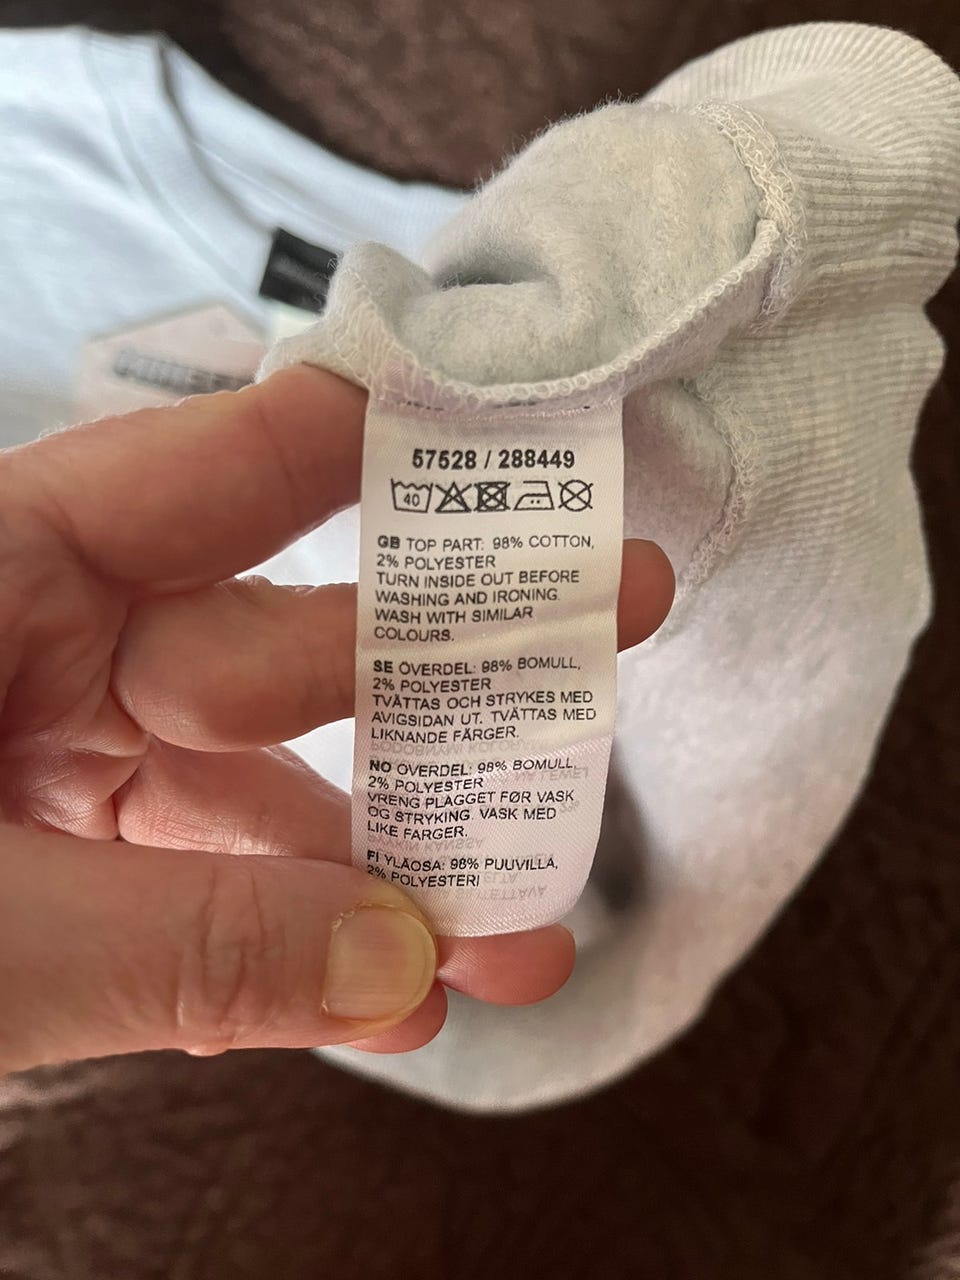 57528 / 288449
40
GB TOP PART: 98% COTTON,
2% POLYESTER
TURN INSIDE OUT BEFORE
WASHING AND IRONING.
WASH WITH SIMILAR
COLOURS.
SE ÖVERDEL: 98% BOMULL,
2% POLYESTER
TVÄTTAS OCH STRYKES MED
AVIGSIDAN UT. TVÄTTAS MED
LIKNANDE FÄRGER.
NO OVERDEL: 98% BOMULL,
2% POLYESTER
VRENG PLAGGET FØR VASK
OG STRYKING. VASK MED
LIKE FARGER.
FI YLÄOSA: 98% PUUVILLA,
2% POLYESTERI